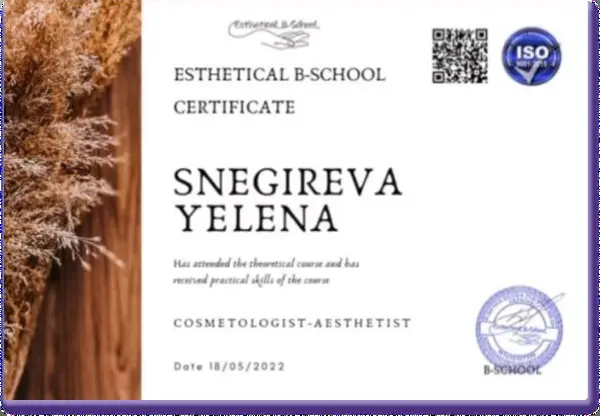 Esthetical B-School
ESTHETICAL B-SCHOOL
CERTIFICATE
ISO
9001:2015
SNEGIREVA
YELENA
Has attended the theoretical course and has
received practical skills of the course
COSMETOLOGIST-AESTHETIST
Date 18/05/2022
B-SCHOOL